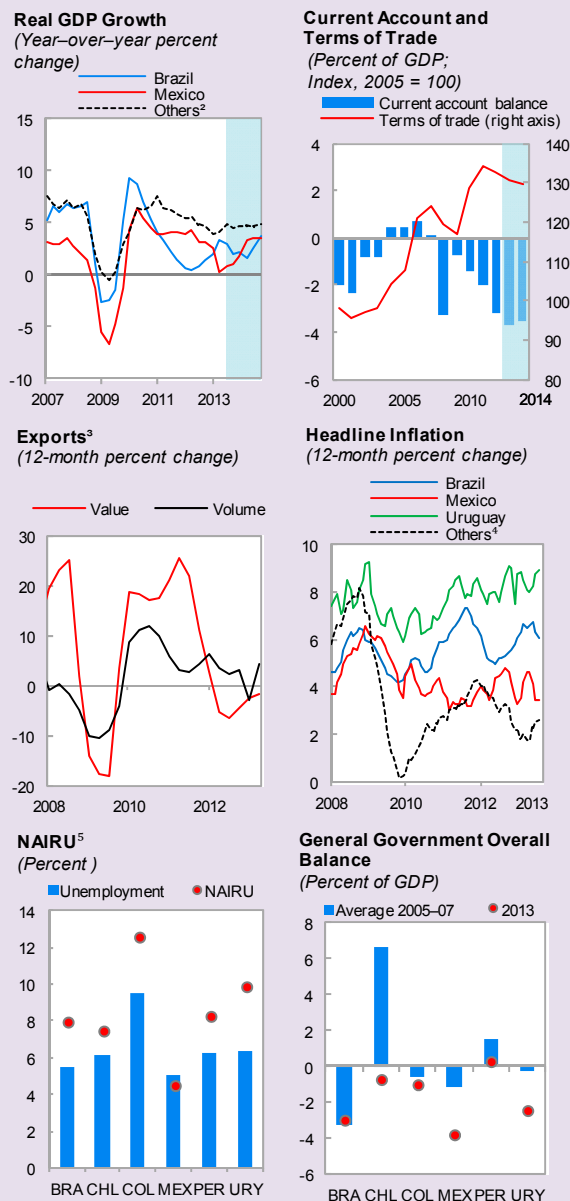 Real GDP Growth
(Year–over–year percent
change)
Brazil
Mexico
Others²
15
10
5
0
-5
-10
2007
2009
2011
2013
Current Account and
Terms of Trade
(Percent of GDP;
Index, 2005 = 100)
Current account balance
Terms of trade (right axis)
4
2
0
-2
-4
-6
140
130
120
110
100
90
80
2000
2005
2010
2014
Exports³
(12-month percent change)
Value
Volume
30
20
10
0
-10
-20
2008
2010
2012
Headline Inflation
(12-month percent change)
Brazil
Mexico
Uruguay
Others⁴
10
8
6
4
2
0
2008
2010
2012
2013
NAIRU⁵
(Percent )
Unemployment
NAIRU
14
12
10
8
6
4
2
0
BRA CHL COL MEX PER URY
General Government Overall
Balance
(Percent of GDP)
Average 2005–07
2013
8
6
4
2
0
-2
-4
-6
BRA CHL COL MEX PER URY